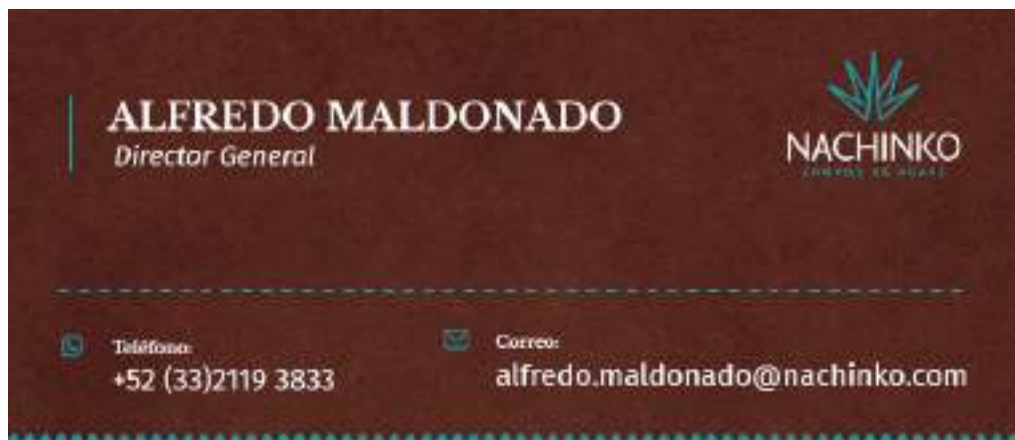 ALFREDO MALDONADO
Director General
NACHINKO
Teléfono:
+52 (33)2119 3833
Correo:
alfredo.maldonado@nachinko.com